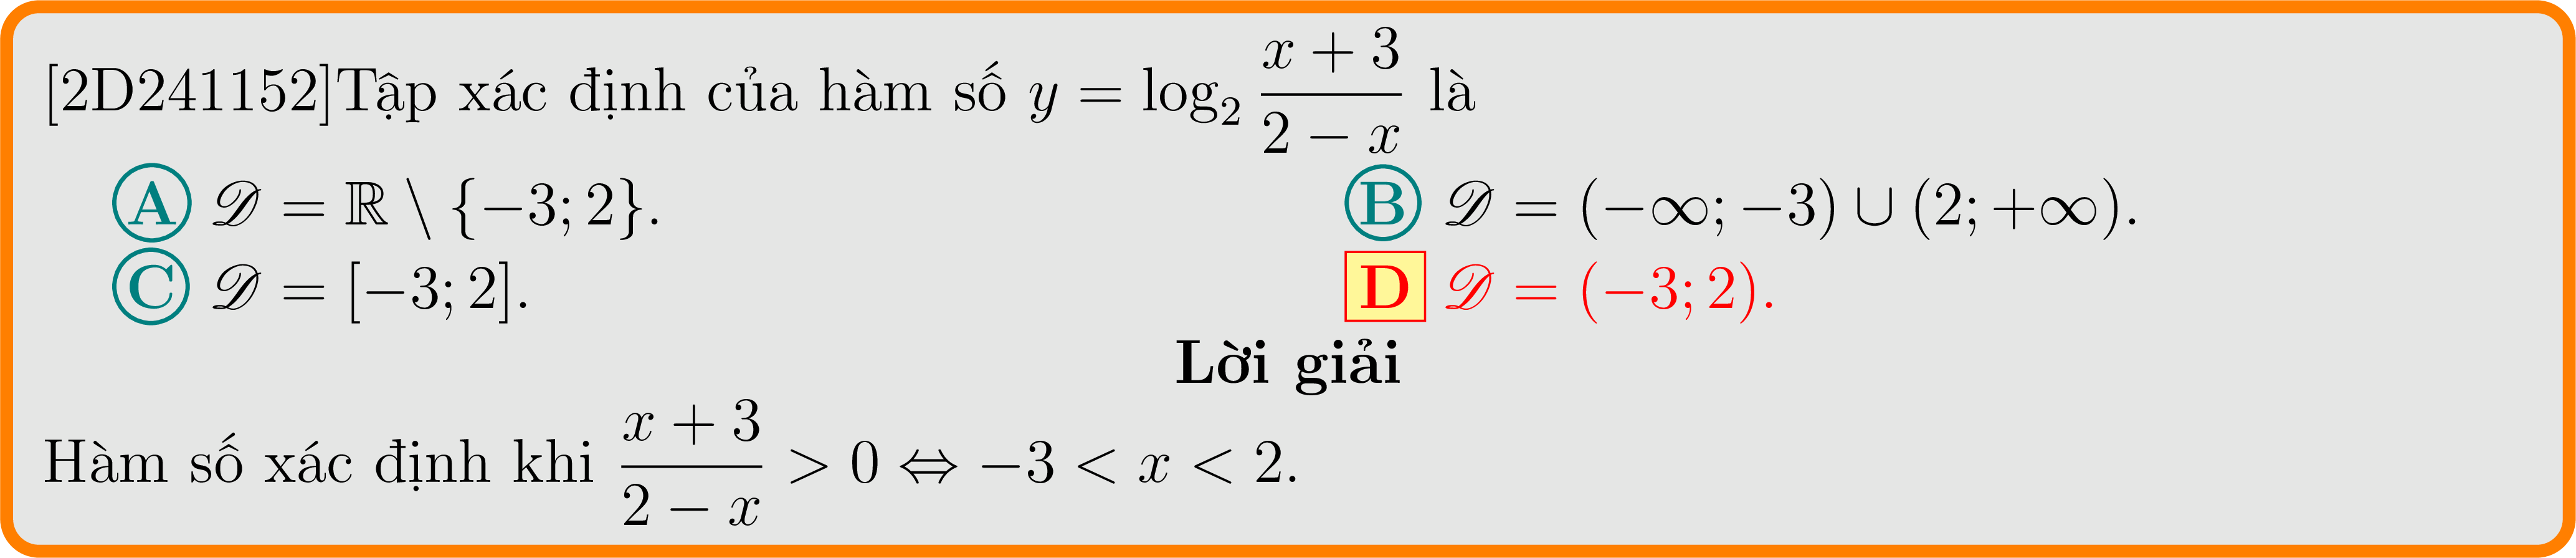 [2D241152]Tập xác định của hàm số $y = \log_2 \dfrac{x+3}{2-x}$ là
A $\mathscr{D} = \mathbb{R} \setminus \{-3; 2\}$. B $\mathscr{D} = (-\infty; -3) \cup (2; +\infty)$.
C $\mathscr{D} = [-3; 2]$. D $\mathscr{D} = (-3; 2)$.
Lời giải
Hàm số xác định khi $\dfrac{x+3}{2-x} > 0 \Leftrightarrow -3 < x < 2$.